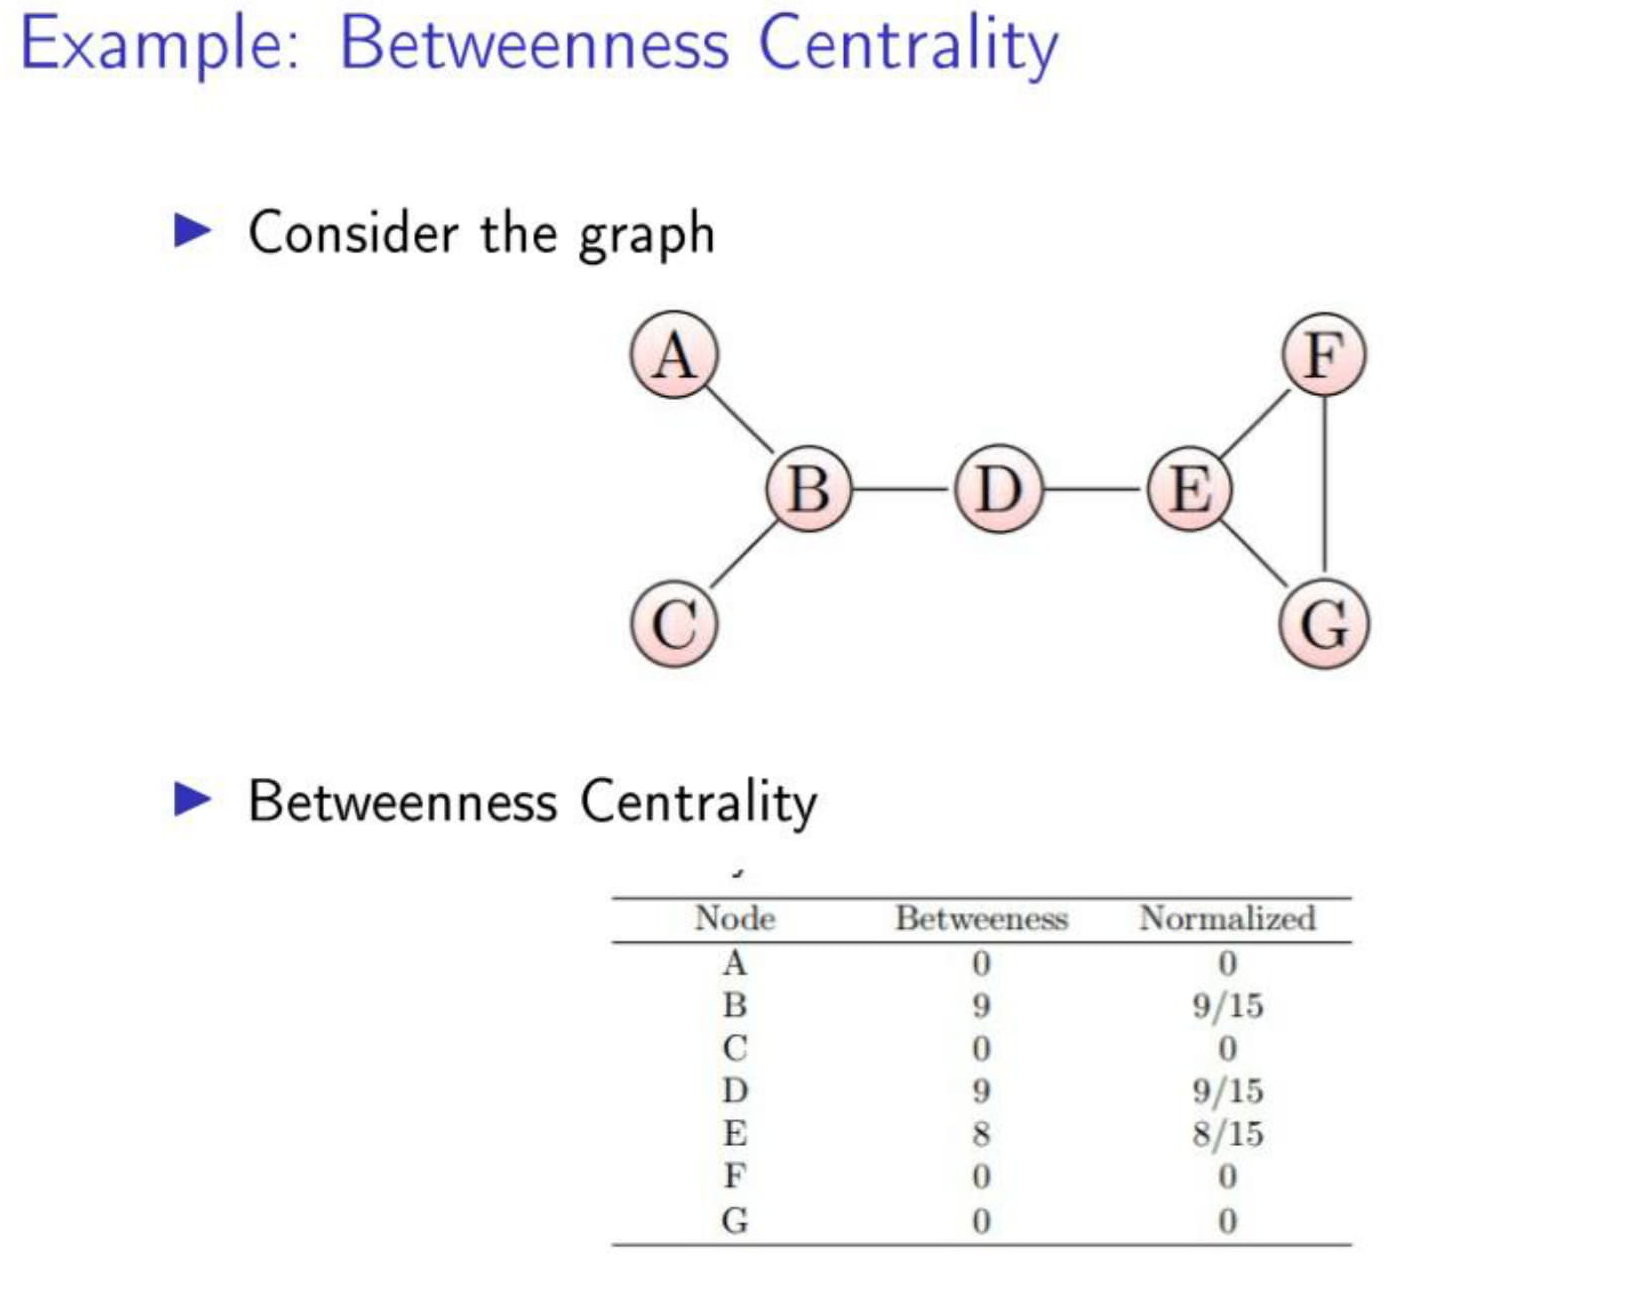 Example: Betweenness Centrality
Consider the graph
A
F
B D E
C
G
Betweenness Centrality
Node Betweeness Normalized
A 0 0
B 9 9/15
C 0 0
D 9 9/15
E 8 8/15
F 0 0
G 0 0